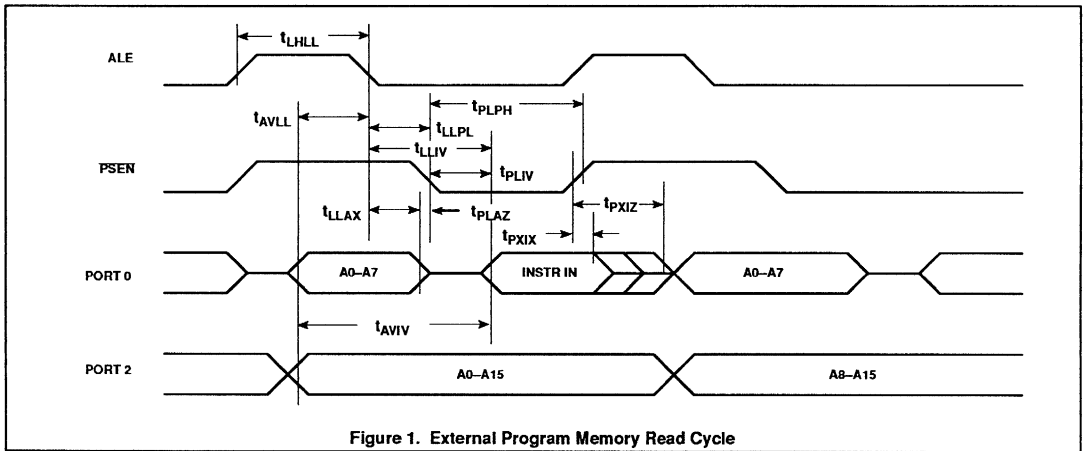 ALE
tLHLL
tAVLL
tLLPL
tPLPH
tLLIV
PSEN
tPLIV
tLLAX
tPLAZ
tPXIZ
tPXIX
PORT 0
A0–A7
INSTR IN
A0–A7
tAVIV
PORT 2
A0–A15
A8–A15
Figure 1. External Program Memory Read Cycle